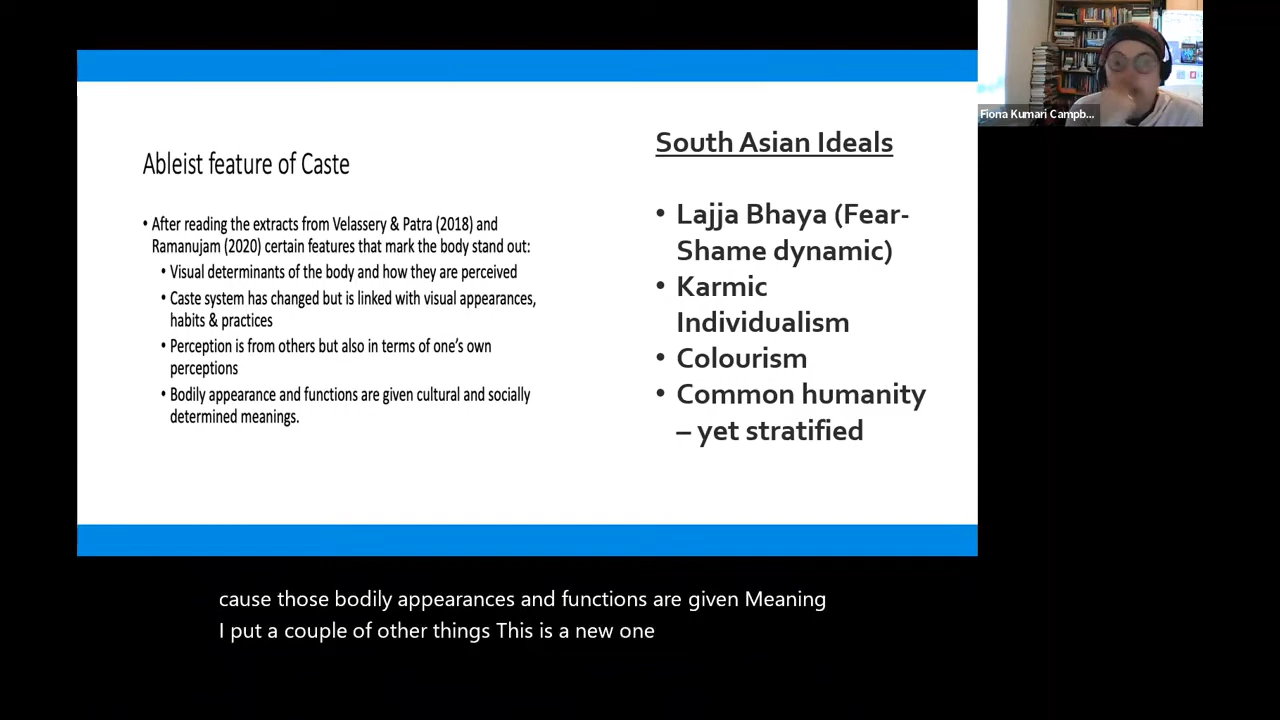 Ableist feature of Caste
• After reading the extracts from Velassery & Patra (2018) and
Ramanujam (2020) certain features that mark the body stand out:
• Visual determinants of the body and how they are perceived
• Caste system has changed but is linked with visual appearances,
habits & practices
• Perception is from others but also in terms of one's own
perceptions
• Bodily appearance and functions are given cultural and socially
determined meanings.
South Asian Ideals
• Lajja Bhaya (Fear-
Shame dynamic)
• Karmic
Individualism
• Colourism
• Common humanity
– yet stratified
Fiona Kumari Campb...
cause those bodily appearances and functions are given Meaning
I put a couple of other things This is a new one